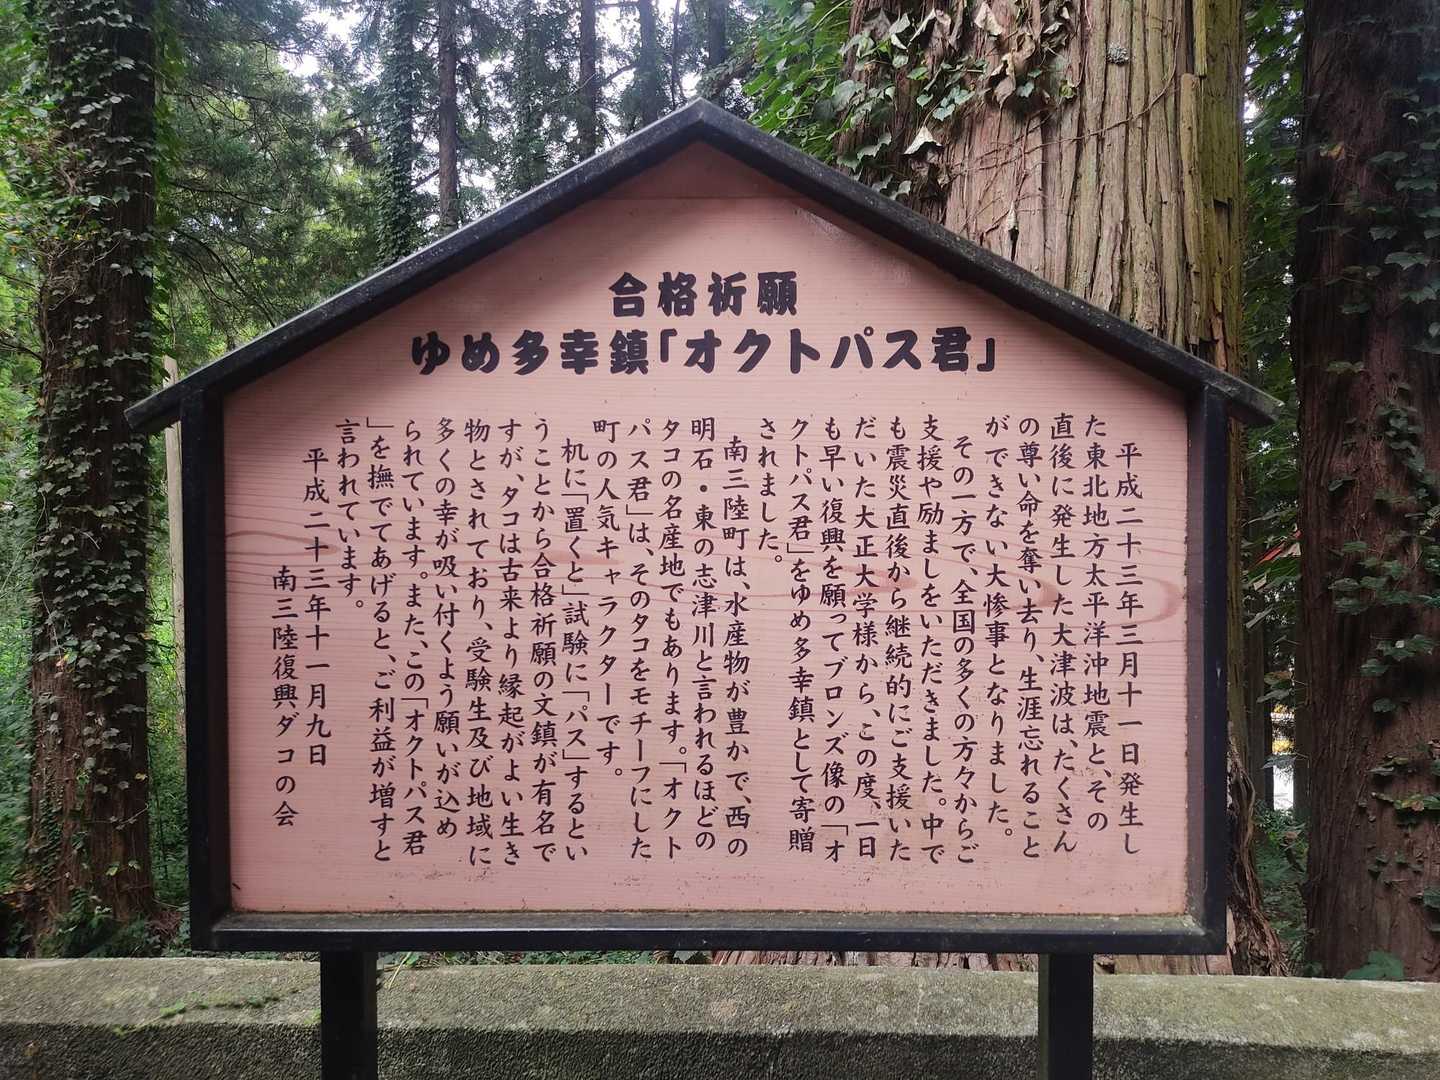 合格祈願
ゆめ多幸鎮「オクトパス君」
平成二十三年三月十一日発生し
た東北地方太平洋沖地震と、その
直後に発生した大津波は、たくさん
の尊い命を奪い去り、生涯忘れること
ができない大惨事となりました。
その一方で、全国の多くの方々からご
支援や励ましをいただきました。中で
も震災直後から継続的にご支援いた
だいた大正大学様から、この度、一日
も早い復興を願ってブロンズ像の「オ
クトパス君」をゆめ多幸鎮として寄贈
されました。
南三陸町は、水産物が豊かで、西の
明石・東の志津川と言われるほどの
タコの名産地でもあります。「オクト
パス君」は、そのタコをモチーフにした
町の人気キャラクターです。
机に「置くと」試験に「パス」するとい
うことから合格祈願の文鎮が有名で
すが、タコは古来より縁起がよい生き
物とされており、受験生及び地域に
多くの幸が吸い付くよう願いが込め
られています。また、この「オクトパス君
」を撫でてあげると、ご利益が増すと
言われています。
平成二十三年十一月九日
南三陸復興ダコの会